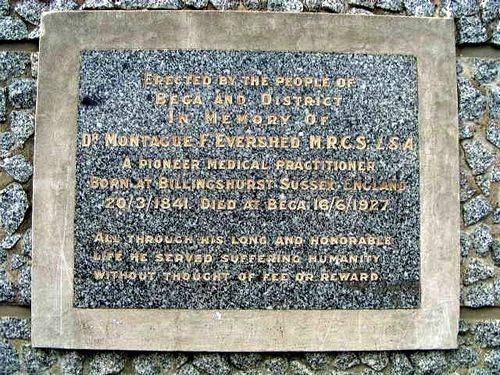 ERECTED BY THE PEOPLE OF
BEGA AND DISTRICT
IN MEMORY OF
DR MONTAGUE F. EVERSHED M.R.C.S. L.S.A.
A PIONEER MEDICAL PRACTITIONER
BORN AT BILLINGSHURST SUSSEX ENGLAND
20/3/1841. DIED AT BEGA 16/6/1927.
ALL THROUGH HIS LONG AND HONORABLE
LIFE HE SERVED SUFFERING HUMANITY
WITHOUT THOUGHT OF FEE OR REWARD